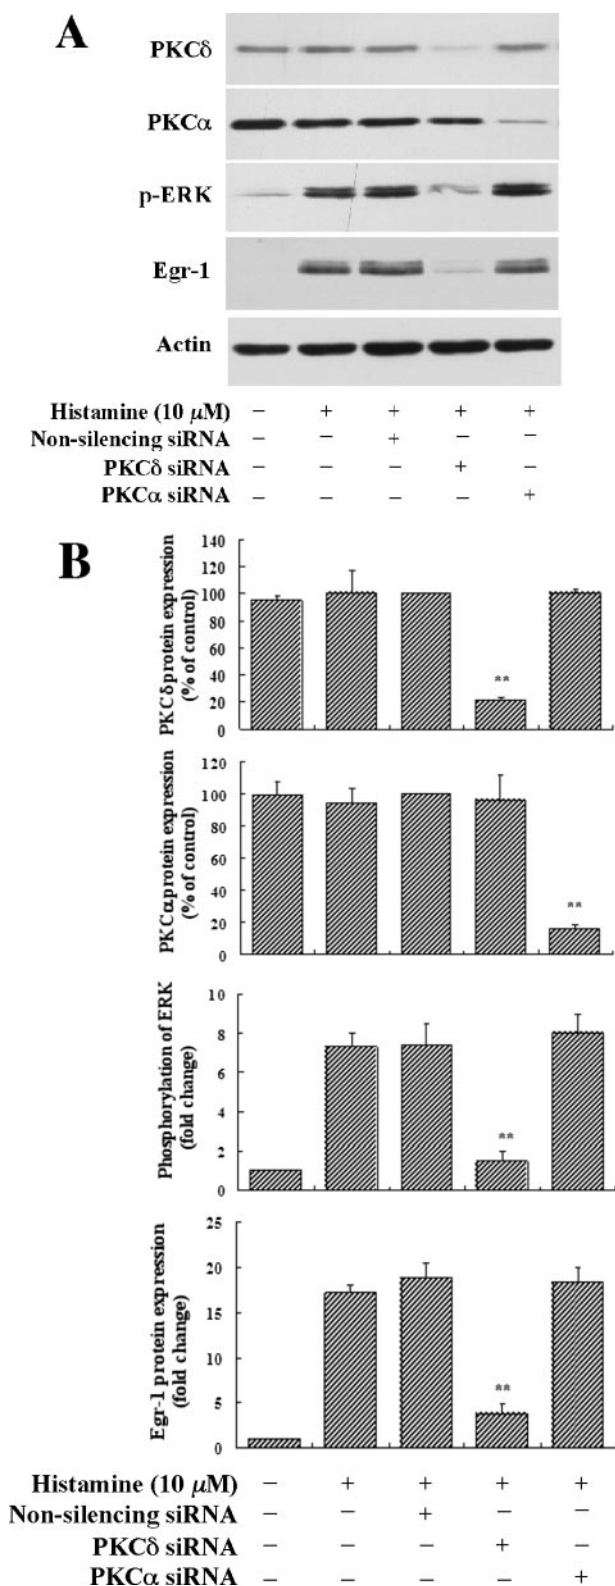 A
PKCδ
PKCα
p-ERK
Egr-1
Actin
Histamine (10 μM) − + + + +
Non-silencing siRNA − − + − −
PKCδ siRNA − − − + −
PKCα siRNA − − − − +
B
PKCδ protein expression
(% of control)
140
120
100
80
60
40
20
0
**
PKCα protein expression
(% of control)
120
100
80
60
40
20
0
**
Phosphorylation of ERK
(fold change)
10
8
6
4
2
0
**
Egr-1 protein expression
(fold change)
25
20
15
10
5
0
**
Histamine (10 μM) − + + + +
Non-silencing siRNA − − + − −
PKCδ siRNA − − − + −
PKCα siRNA − − − − +